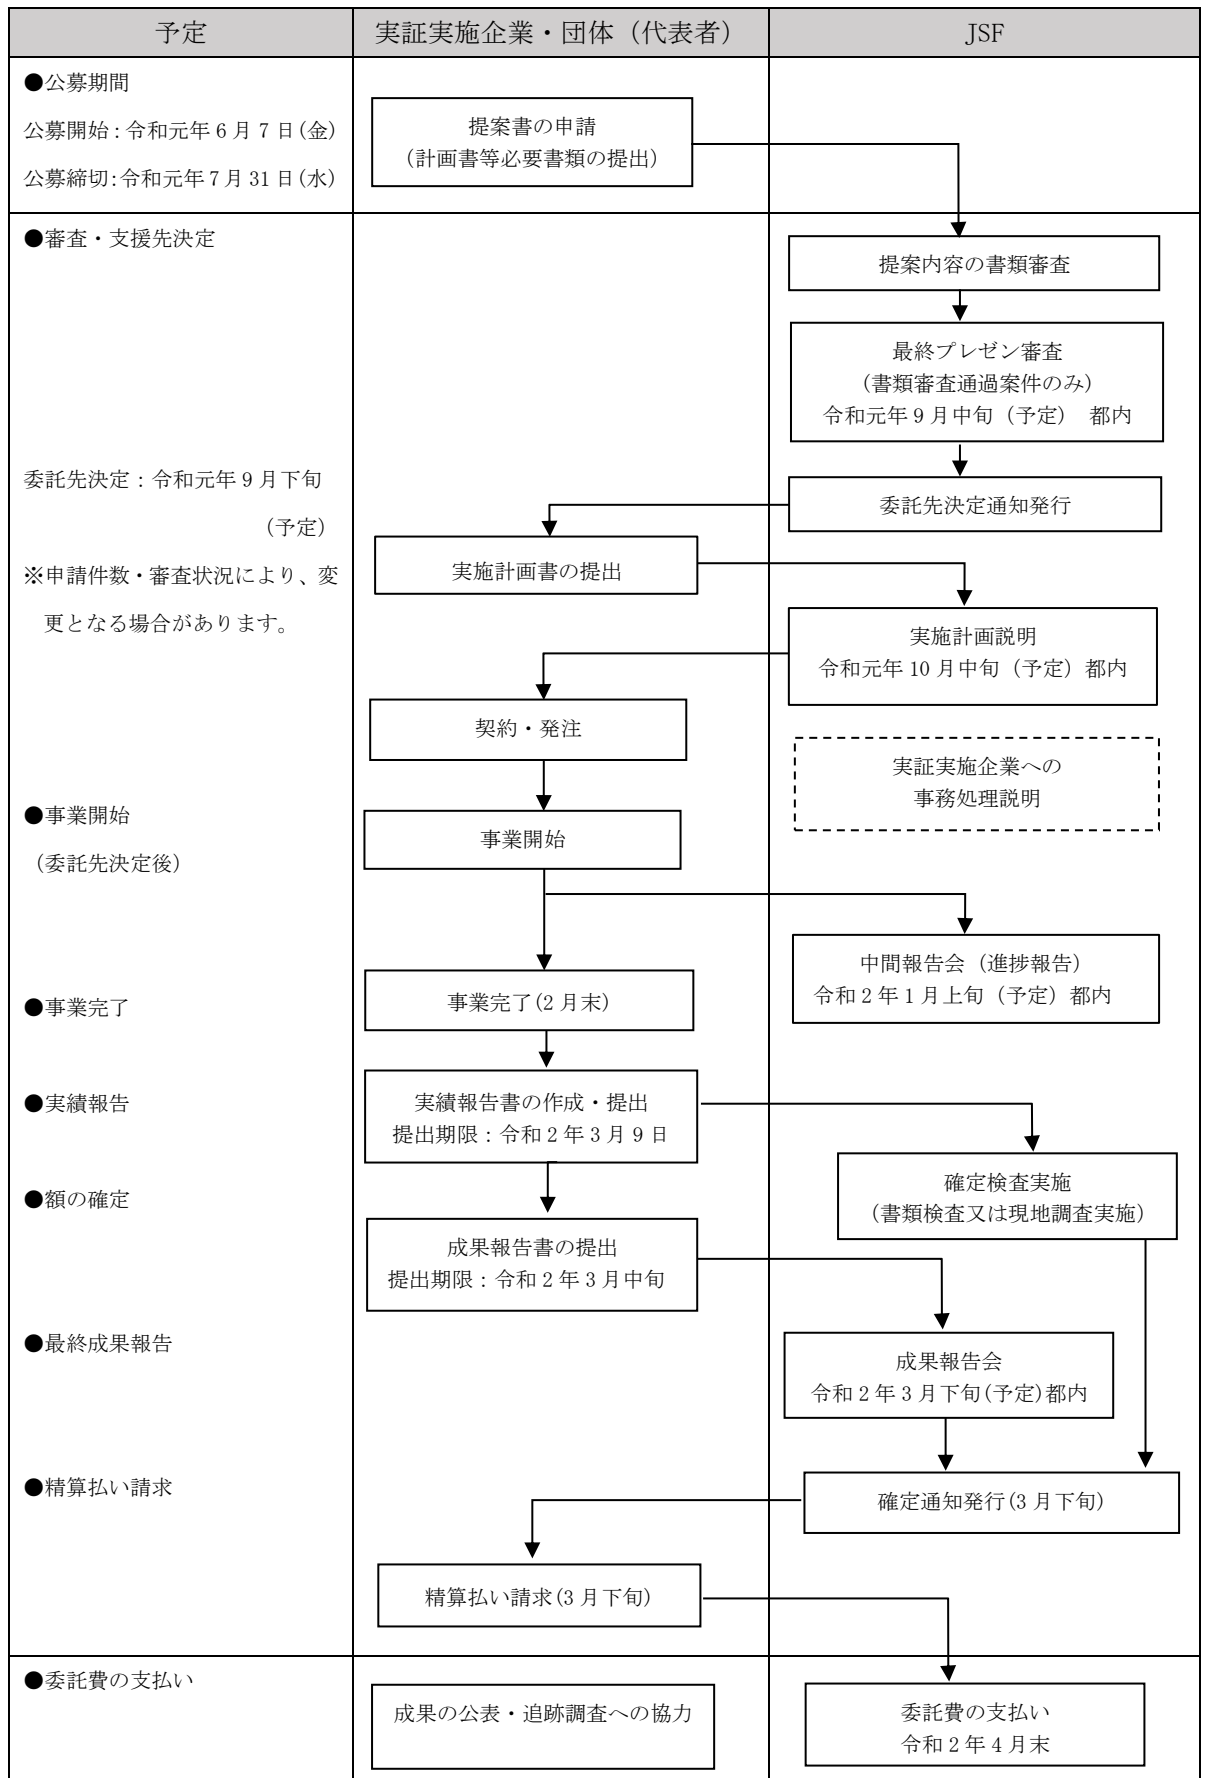 予定
実証実施企業・団体（代表者）
JSF
●公募期間
公募開始：令和元年6月7日(金)
公募締切：令和元年7月31日(水)
提案書の申請
（計画書等必要書類の提出）
●審査・支援先決定
提案内容の書類審査
最終プレゼン審査
（書類審査通過案件のみ）
令和元年9月中旬（予定） 都内
委託先決定：令和元年9月下旬
（予定）
※申請件数・審査状況により、変
更となる場合があります。
委託先決定通知発行
実施計画書の提出
実施計画説明
令和元年10月中旬（予定）都内
契約・発注
実証実施企業への
事務処理説明
●事業開始
（委託先決定後）
事業開始
中間報告会（進捗報告）
令和2年1月上旬（予定）都内
●事業完了
事業完了(2月末)
●実績報告
実績報告書の作成・提出
提出期限：令和2年3月9日
確定検査実施
（書類検査又は現地調査実施）
●額の確定
成果報告書の提出
提出期限：令和2年3月中旬
●最終成果報告
成果報告会
令和2年3月下旬(予定)都内
●精算払い請求
確定通知発行(3月下旬)
精算払い請求(3月下旬)
●委託費の支払い
成果の公表・追跡調査への協力
委託費の支払い
令和2年4月末